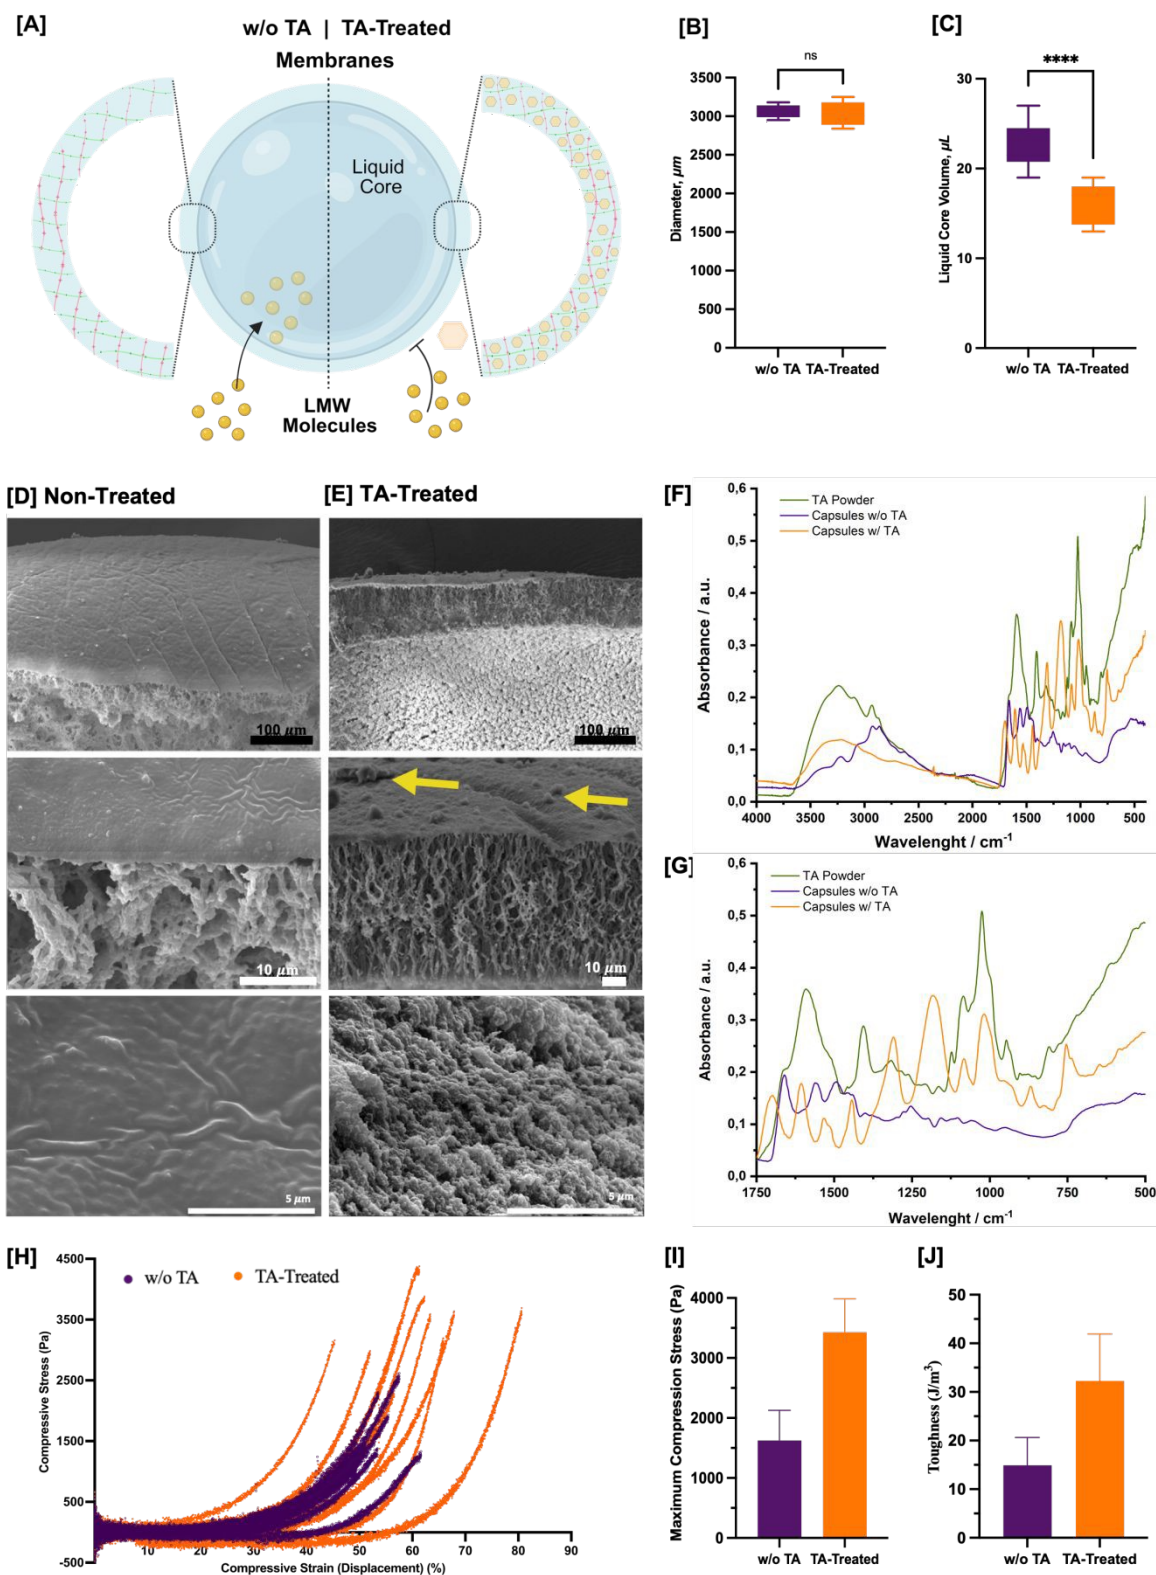 [A]
w/o TA | TA-Treated
Membranes
Liquid
Core
LMW
Molecules
[B]
ns
3500
3000
2500
2000
1500
1000
500
0
Diameter, µm
w/o TA TA-Treated
[C]
****
30
20
10
0
Liquid Core Volume, µL
w/o TA TA-Treated
[D] Non-Treated
100 µm
10 µm
5 µm
[E] TA-Treated
100 µm
10 µm
5 µm
[F]
TA Powder
Capsules w/o TA
Capsules w/ TA
0,6
0,5
0,4
0,3
0,2
0,1
0,0
Absorbance / a.u.
4000 3500 3000 2500 2000 1500 1000 500
Wavelenght / cm-1
[G]
TA Powder
Capsules w/o TA
Capsules w/ TA
0,6
0,5
0,4
0,3
0,2
0,1
0,0
Absorbance / a.u.
1750 1500 1250 1000 750 500
Wavelenght / cm-1
[H]
w/o TA TA-Treated
4500
3500
2500
1500
500
-500
Compressive Stress (Pa)
10 20 30 40 50 60 70 80 90
Compressive Strain (Displacement) (%)
[I]
4000
3000
2000
1000
0
Maximum Compression Stress (Pa)
w/o TA TA-Treated
[J]
50
40
30
20
10
0
Toughness (J/m³)
w/o TA TA-Treated